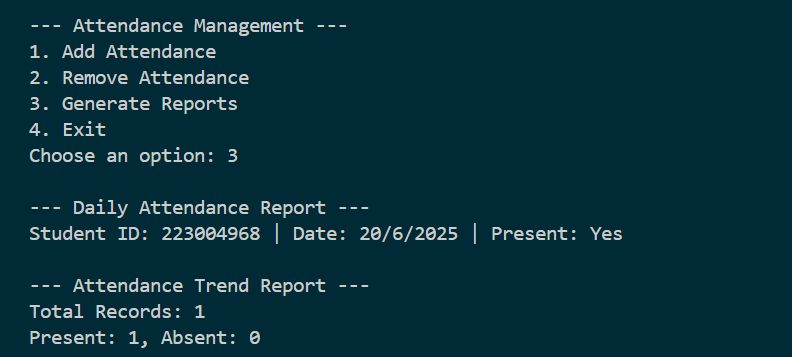 --- Attendance Management ---
1. Add Attendance
2. Remove Attendance
3. Generate Reports
4. Exit
Choose an option: 3
--- Daily Attendance Report ---
Student ID: 223004968 | Date: 20/6/2025 | Present: Yes
--- Attendance Trend Report ---
Total Records: 1
Present: 1, Absent: 0